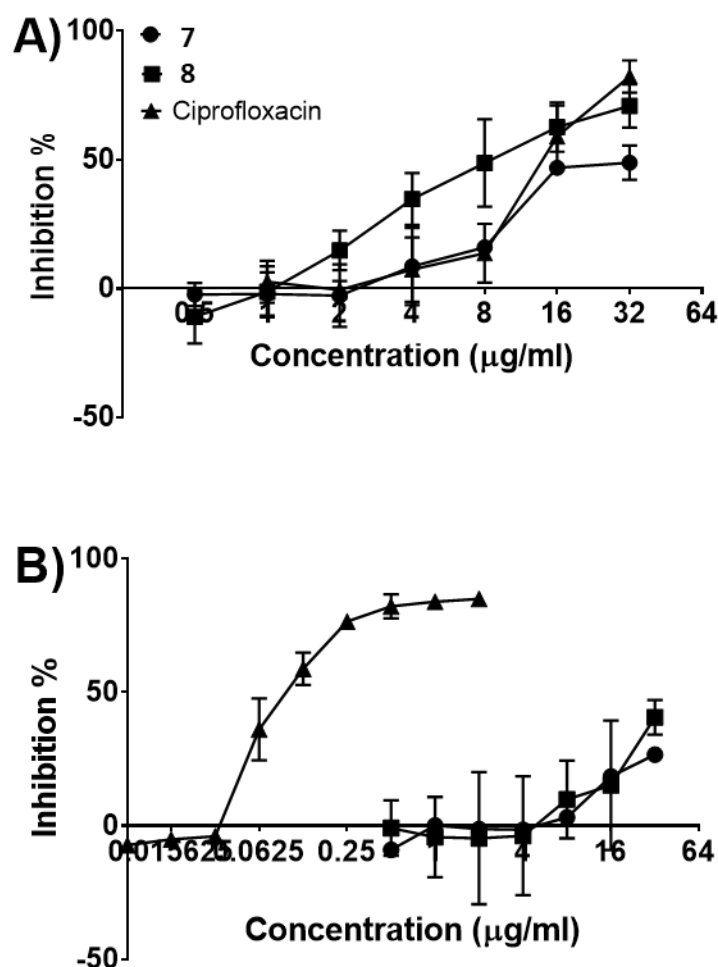 A)
100
7
8
Ciprofloxacin
50
Inhibition %
0
0.5 1 2 4 8 16 32 64
Concentration (μg/ml)
-50
B)
100
50
Inhibition %
0
0.015625 0.0625 0.25 4 16 64
Concentration (μg/ml)
-50